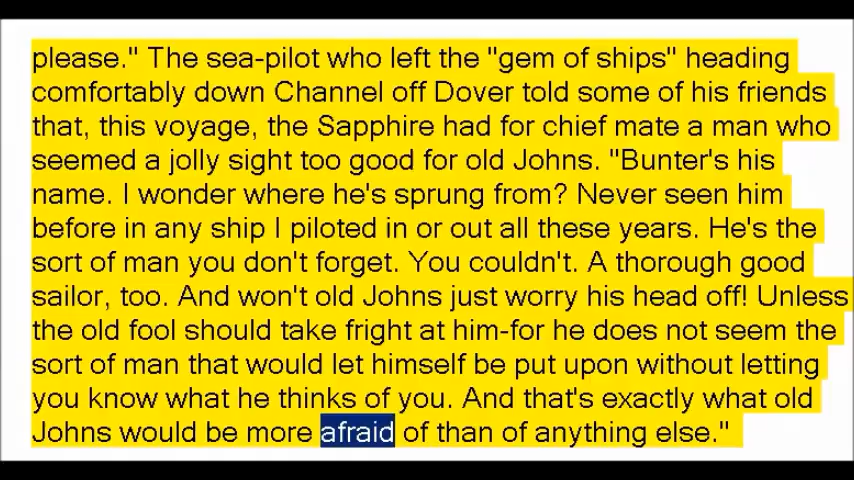 please." The sea-pilot who left the "gem of ships" heading
comfortably down Channel off Dover told some of his friends
that, this voyage, the Sapphire had for chief mate a man who
seemed a jolly sight too good for old Johns. "Bunter's his
name. I wonder where he's sprung from? Never seen him
before in any ship I piloted in or out all these years. He's the
sort of man you don't forget. You couldn't. A thorough good
sailor, too. And won't old Johns just worry his head off! Unless
the old fool should take fright at him-for he does not seem the
sort of man that would let himself be put upon without letting
you know what he thinks of you. And that's exactly what old
Johns would be more afraid of than of anything else."